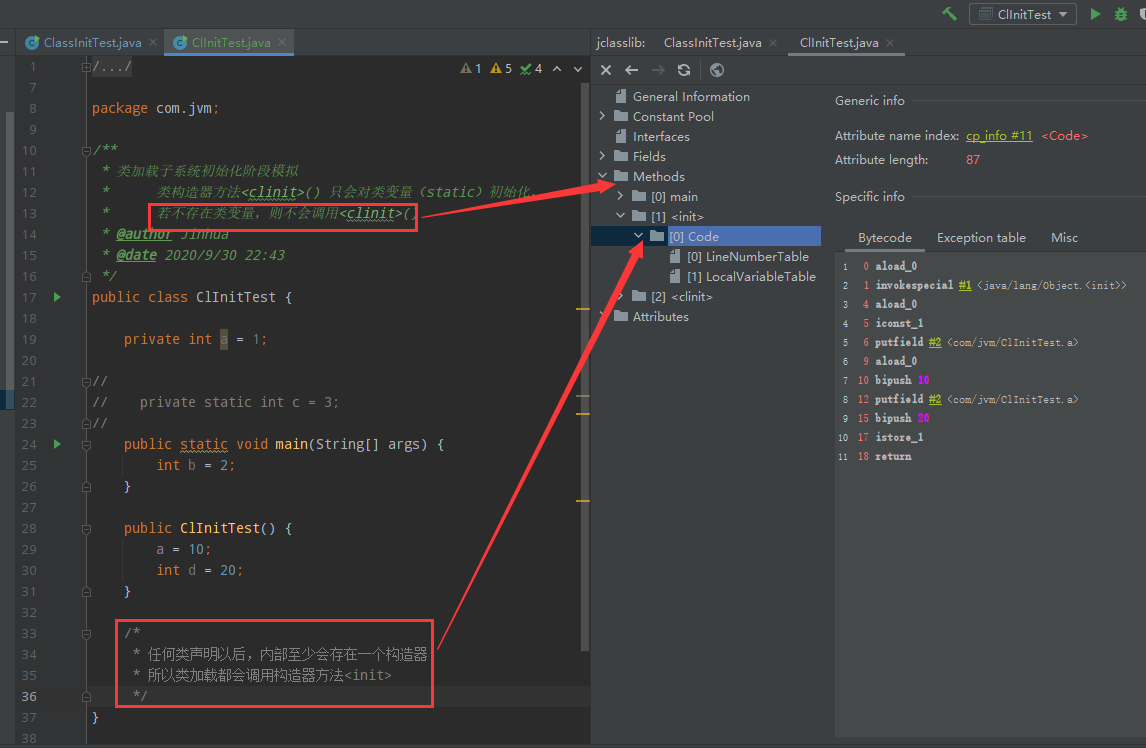 ClInitTest
ClassInitTest.java
ClInitTest.java
jclasslib:
ClassInitTest.java
ClInitTest.java
1 /.../
1 5 4
7
8 package com.jvm;
9
10 /**
11 * 类加载子系统初始化阶段模拟
12 * 类构造器方法<clinit>() 只会对类变量（static）初始化，
13 * 若不存在类变量，则不会调用<clinit>()
14 * @author Jinhua
15 * @date 2020/9/30 22:43
16 */
17 public class ClInitTest {
18
19 private int a = 1;
20
21 //
22 // private static int c = 3;
23 //
24 public static void main(String[] args) {
25 int b = 2;
26 }
27
28 public ClInitTest() {
29 a = 10;
30 int d = 20;
31 }
32
33 /*
34 * 任何类声明以后，内部至少会存在一个构造器
35 * 所以类加载都会调用构造器方法<init>
36 */
37 }
38
General Information
Constant Pool
Interfaces
Fields
Methods
[0] main
[1] <init>
[0] Code
[0] LineNumberTable
[1] LocalVariableTable
[2] <clinit>
Attributes
Generic info
Attribute name index: cp_info #11 <Code>
Attribute length: 87
Specific info
Bytecode Exception table Misc
1 0 aload_0
2 1 invokespecial #1 <java/lang/Object.<init>>
3 4 aload_0
4 5 iconst_1
5 6 putfield #2 <com/jvm/ClInitTest.a>
6 9 aload_0
7 10 bipush 10
8 12 putfield #2 <com/jvm/ClInitTest.a>
9 15 bipush 20
10 17 istore_1
11 18 return